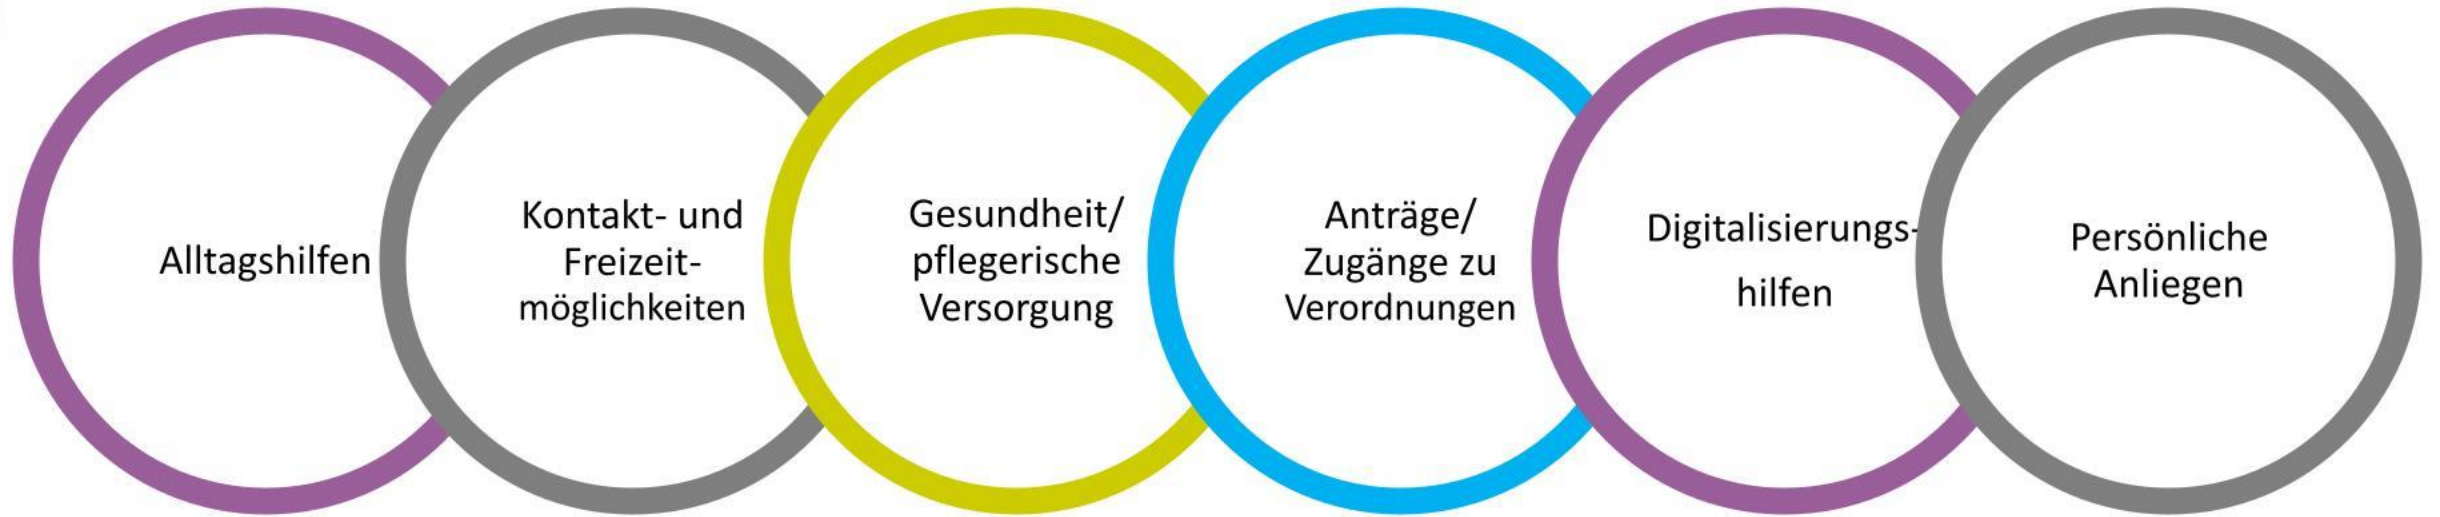 Alltagshilfen
Kontakt- und
Freizeit-
möglichkeiten
Gesundheit/
pflegerische
Versorgung
Anträge/
Zugänge zu
Verordnungen
Digitalisierungs-
hilfen
Persönliche
Anliegen